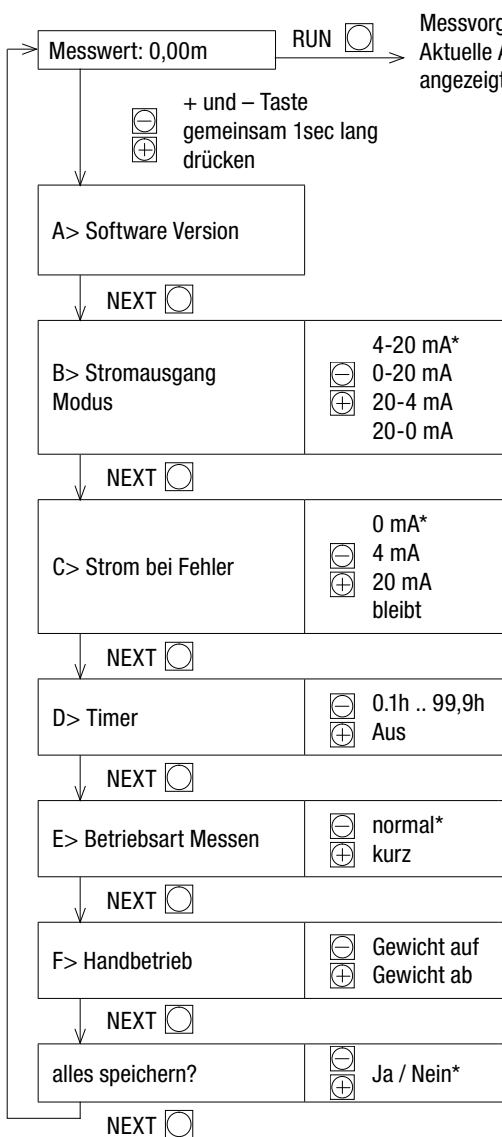 Messwert: 0,00m
RUN
Aktuelle
angezeigt
+ und – Taste
gemeinsam 1sec lang
drücken
A> Software Version
NEXT
B> Stromausgang
Modus
4-20 mA*
0-20 mA
20-4 mA
20-0 mA
NEXT
C> Strom bei Fehler
0 mA*
4 mA
20 mA
bleibt
NEXT
D> Timer
0.1h .. 99,9h
Aus
NEXT
E> Betriebsart Messen
normal*
kurz
NEXT
F> Handbetrieb
Gewicht auf
Gewicht ab
NEXT
alles speichern?
Ja / Nein*
NEXT